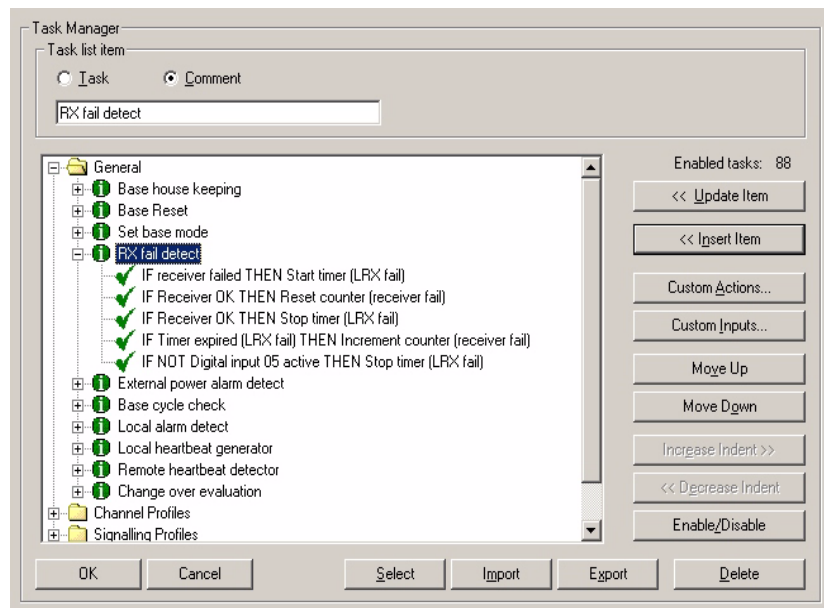 Task Manager
Task list item
Task
Comment
RX fail detect
General
Base house keeping
Base Reset
Set base mode
RX fail detect
IF receiver failed THEN Start timer (LRX fail)
IF Receiver OK THEN Reset counter (receiver fail)
IF Receiver OK THEN Stop timer (LRX fail)
IF Timer expired (LRX fail) THEN Increment counter (receiver fail)
IF NOT Digital input 05 active THEN Stop timer (LRX fail)
External power alarm detect
Base cycle check
Local alarm detect
Local heartbeat generator
Remote heartbeat detector
Change over evaluation
Channel Profiles
Signalling Profiles
Enabled tasks: 88
<< Update Item
<< Insert Item
Custom Actions...
Custom Inputs...
Move Up
Move Down
Increase Indent >>
<< Decrease Indent
Enable/Disable
OK
Cancel
Select
Import
Export
Delete